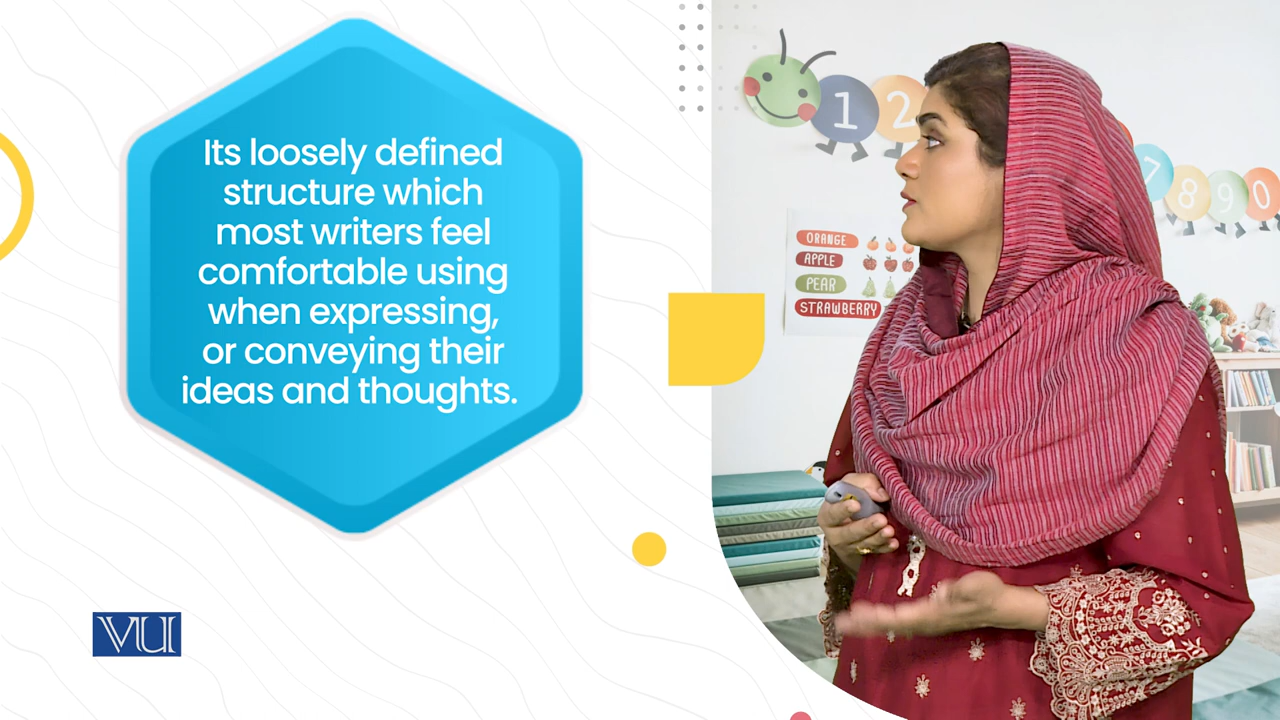 Its loosely defined
structure which
most writers feel
comfortable using
when expressing,
or conveying their
ideas and thoughts.
VU
1 2
7 8 9 0
ORANGE
APPLE
PEAR
STRAWBERRY